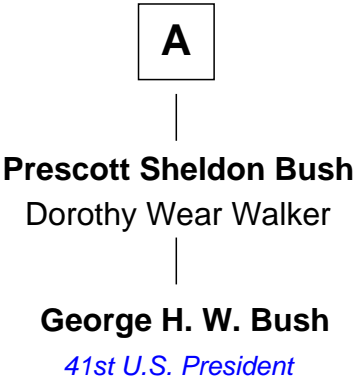 A
Prescott Sheldon Bush
Dorothy Wear Walker
George H. W. Bush
41st U.S. President